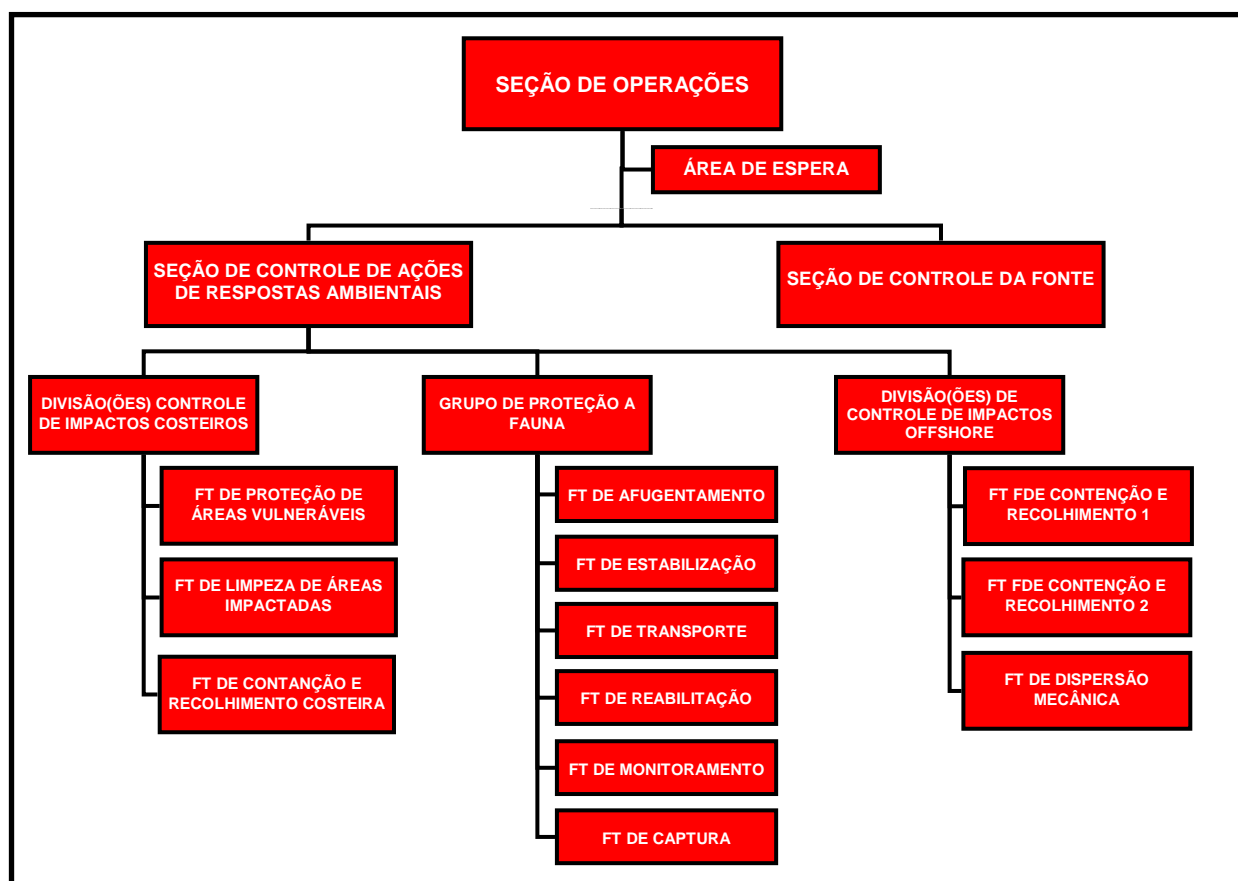 SEÇÃO DE OPERAÇÕES
ÁREA DE ESPERA
SEÇÃO DE CONTROLE DE AÇÕES
DE RESPOSTAS AMBIENTAIS
SEÇÃO DE CONTROLE DA FONTE
DIVISÃO(ÕES) CONTROLE
DE IMPACTOS COSTEIROS
FT DE PROTEÇÃO DE
ÁREAS VULNERÁVEIS
FT DE LIMPEZA DE ÁREAS
IMPACTADAS
FT DE CONTANÇÃO E
RECOLHIMENTO COSTEIRA
GRUPO DE PROTEÇÃO A
FAUNA
FT DE AFUGENTAMENTO
FT DE ESTABILIZAÇÃO
FT DE TRANSPORTE
FT DE REABILITAÇÃO
FT DE MONITORAMENTO
FT DE CAPTURA
DIVISÃO(ÕES) DE
CONTROLE DE IMPACTOS
OFFSHORE
FT FDE CONTENÇÃO E
RECOLHIMENTO 1
FT FDE CONTENÇÃO E
RECOLHIMENTO 2
FT DE DISPERSÃO
MECÂNICA